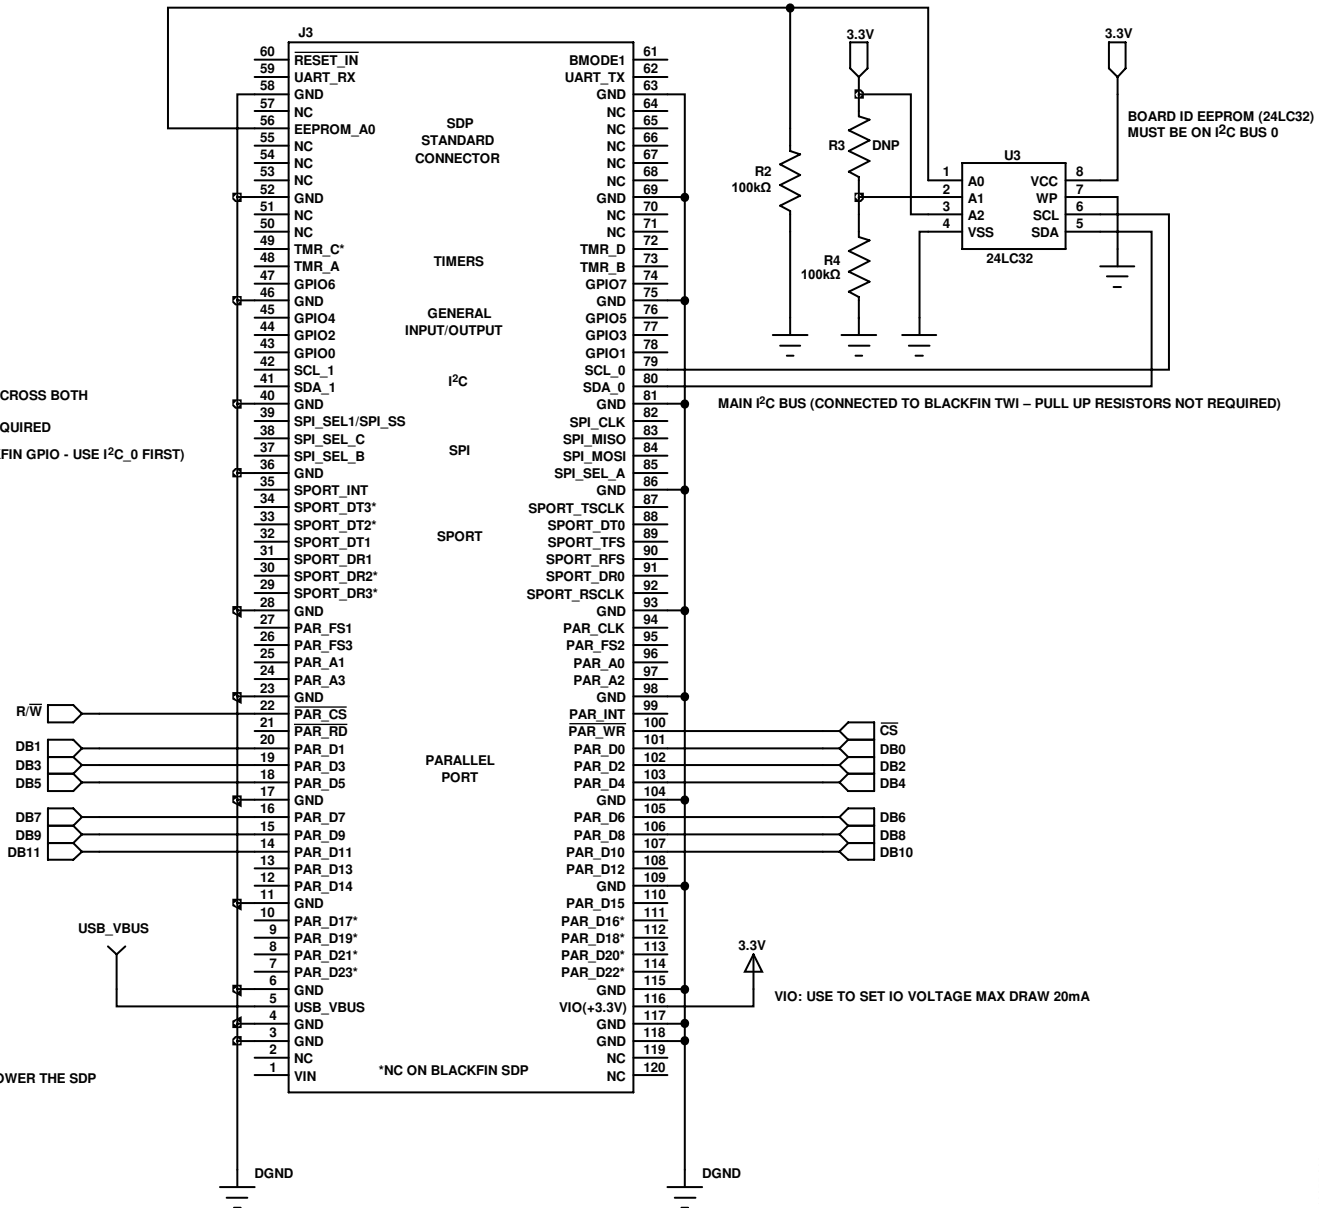 J3
60 RESET_IN
59 UART_RX
58 GND
57 NC
56 EEPROM_A0
55 NC
54 NC
53 NC
52 GND
51 NC
50 NC
49 TMR_C*
48 TMR_A
47 GPIO6
46 GND
45 GPIO4
44 GPIO2
43 GPIO0
42 SCL_1
41 SDA_1
40 GND
39 SPI_SEL1/SPI_SS
38 SPI_SEL_C
37 SPI_SEL_B
36 GND
35 SPORT_INT
34 SPORT_DT3*
33 SPORT_DT2*
32 SPORT_DT1
31 SPORT_DR1
30 SPORT_DR2*
29 SPORT_DR3*
28 GND
27 PAR_FS1
26 PAR_FS3
25 PAR_A1
24 PAR_A3
23 GND
22 PAR_CS
21 PAR_RD
20 PAR_D1
19 PAR_D3
18 PAR_D5
17 GND
16 PAR_D7
15 PAR_D9
14 PAR_D11
13 PAR_D13
12 PAR_D14
11 GND
10 PAR_D17*
9 PAR_D19*
8 PAR_D21*
7 PAR_D23*
6 GND
5 USB_VBUS
4 GND
3 GND
2 NC
1 VIN
SDP
STANDARD
CONNECTOR
TIMERS
GENERAL
INPUT/OUTPUT
I2C
SPI
SPORT
PARALLEL
PORT
*NC ON BLACKFIN SDP
BMODE1 61
UART_TX 62
GND 63
NC 64
NC 65
NC 66
NC 67
NC 68
GND 69
NC 70
NC 71
TMR_D 72
TMR_B 73
GPIO7 74
GND 75
GPIO5 76
GPIO3 77
GPIO1 78
SCL_0 79
SDA_0 80
GND 81
SPI_CLK 82
SPI_MISO 83
SPI_MOSI 84
SPI_SEL_A 85
GND 86
SPORT_TSCLK 87
SPORT_DT0 88
SPORT_TFS 89
SPORT_RFS 90
SPORT_DR0 91
SPORT_RSCLK 92
GND 93
PAR_CLK 94
PAR_FS2 95
PAR_A0 96
PAR_A2 97
GND 98
PAR_INT 99
PAR_WR 100
PAR_D0 101
PAR_D2 102
PAR_D4 103
GND 104
PAR_D6 105
PAR_D8 106
PAR_D10 107
PAR_D12 108
GND 109
PAR_D15 110
PAR_D16* 111
PAR_D18* 112
PAR_D20* 113
PAR_D22* 114
GND 115
VIO(+3.3V) 116
GND 117
GND 118
NC 119
NC 120
CROSS BOTH
QUIRED
FIN GPIO - USE I2C_0 FIRST)
R/W
DB1
DB3
DB5
DB7
DB9
DB11
USB_VBUS
OWER THE SDP
DGND
DGND
CS
DB0
DB2
DB4
DB6
DB8
DB10
3.3V
VIO: USE TO SET IO VOLTAGE MAX DRAW 20mA
MAIN I2C BUS (CONNECTED TO BLACKFIN TWI – PULL UP RESISTORS NOT REQUIRED)
R2
100kΩ
3.3V
R3 DNP
R4
100kΩ
3.3V
BOARD ID EEPROM (24LC32)
MUST BE ON I2C BUS 0
U3
1 A0
2 A1
3 A2
4 VSS
VCC 8
WP 7
SCL 6
SDA 5
24LC32